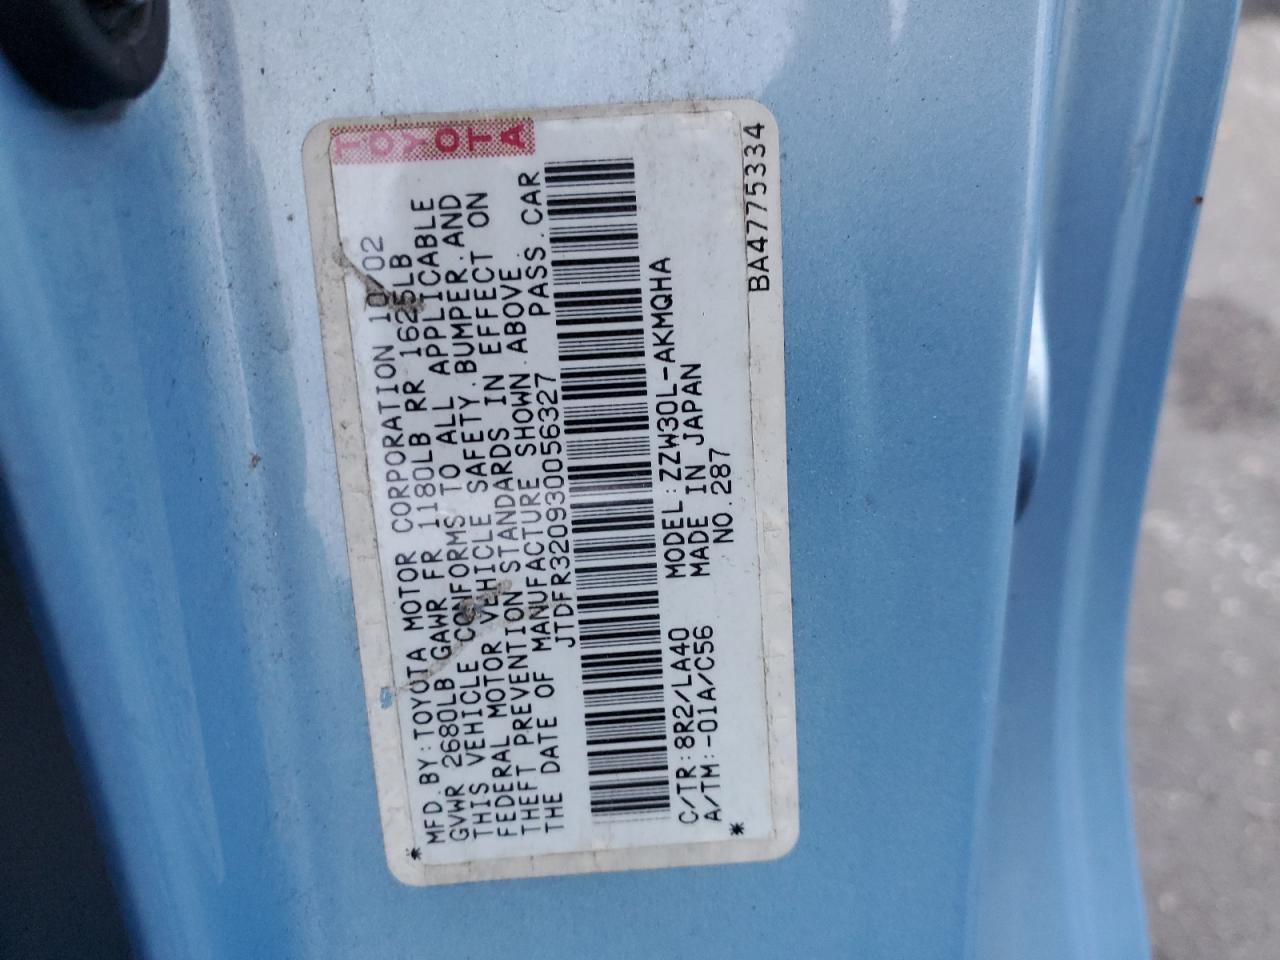 TOYOTA
MFD.BY:TOYOTA MOTOR CORPORATION 10/02
GVWR 2680LB GAWR FR 1180LB RR 1625LB
THIS VEHICLE CONFORMS TO ALL APPLICABLE
FEDERAL MOTOR VEHICLE SAFETY.BUMPER.AND
THEFT PREVENTION STANDARDS IN EFFECT ON
THE DATE OF MANUFACTURE SHOWN ABOVE.
JTDFR320930056327 PASS.CAR
C/TR:8R2/LA40 MODEL:ZZW30L-AKMQHA
A/TM:-01A/C56 MADE IN JAPAN
* NO.287
BA4775334
*